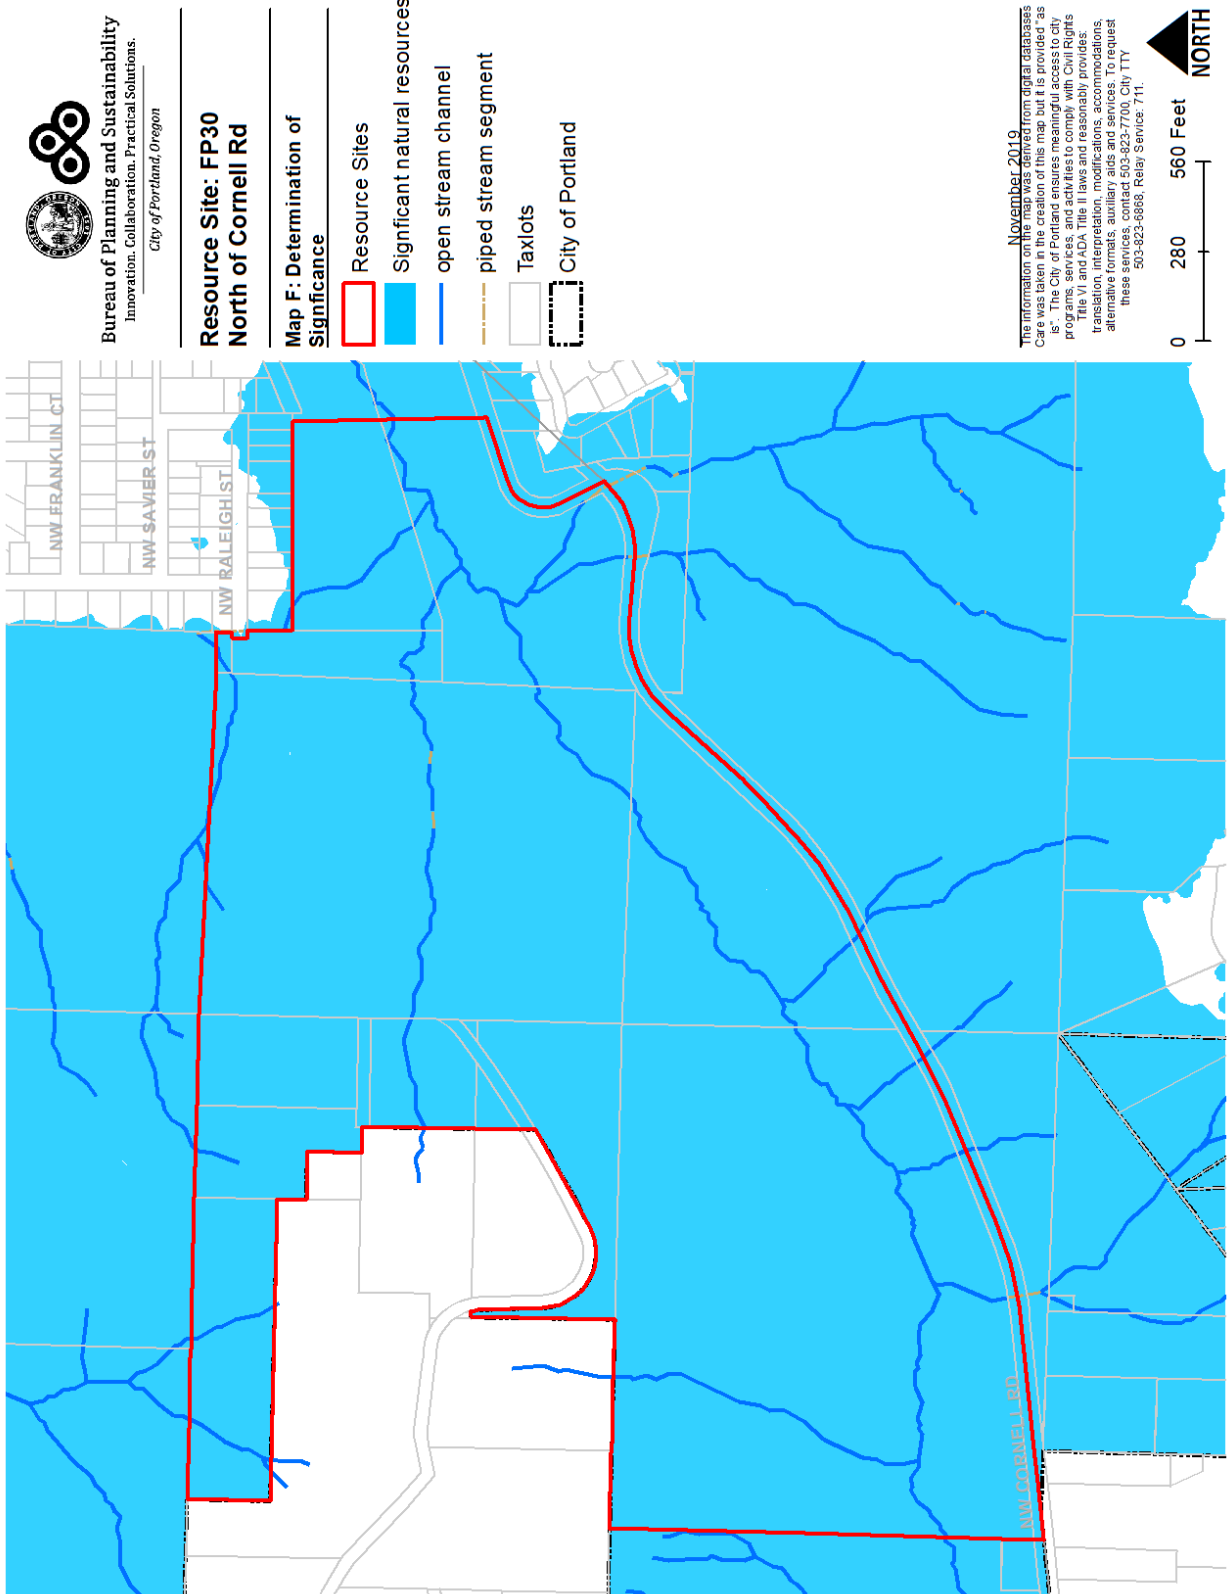 Bureau of Planning and Sustainability
Innovation. Collaboration. Practical Solutions.
City of Portland, Oregon
Resource Site: FP30
North of Cornell Rd
Map F: Determination of
Signficance
Resource Sites
Signficant natural resources
open stream channel
piped stream segment
Taxlots
City of Portland
November 2019
The information on the map was derived from digital databases
Care was taken in the creation of this map but it is provided "as
is". The City of Portland ensures meaningful access to city
programs, services, and activities to comply with Civil Rights
Title VI and ADA Title II laws and reasonably provides:
translation, interpretation, modifications, accommodations,
alternative formats, auxiliary aids and services. To request
these services, contact 503-823-7700, City TTY
503-823-6868, Relay Service: 711.
0 280 560 Feet
NORTH
NW FRANKLIN CT
NW SAVIER ST
NW RALEIGH ST
NW CORNELL RD